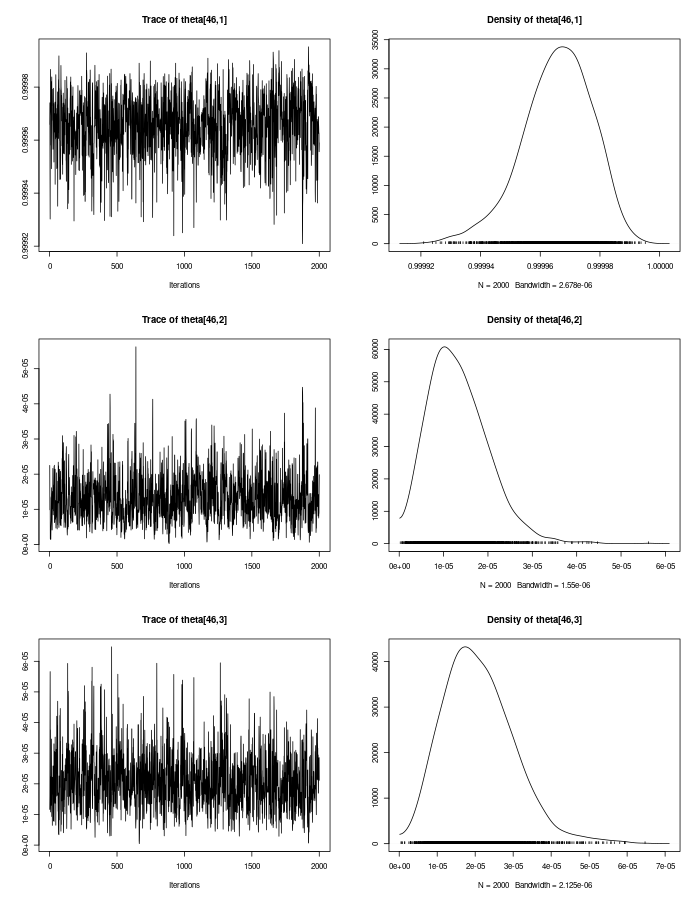 Trace of theta[46,1]
0.99992 0.99994 0.99996 0.99998
0 500 1000 1500 2000
Iterations
Density of theta[46,1]
0 5000 10000 15000 20000 25000 30000 35000
0.99992 0.99994 0.99996 0.99998 1.00000
N = 2000 Bandwidth = 2.678e-06
Trace of theta[46,2]
0e+00 1e-05 2e-05 3e-05 4e-05 5e-05
0 500 1000 1500 2000
Iterations
Density of theta[46,2]
0 10000 20000 30000 40000 50000 60000
0e+00 1e-05 2e-05 3e-05 4e-05 5e-05 6e-05
N = 2000 Bandwidth = 1.55e-06
Trace of theta[46,3]
0e+00 1e-05 2e-05 3e-05 4e-05 5e-05 6e-05
0 500 1000 1500 2000
Iterations
Density of theta[46,3]
0 10000 20000 30000 40000
0e+00 1e-05 2e-05 3e-05 4e-05 5e-05 6e-05 7e-05
N = 2000 Bandwidth = 2.125e-06